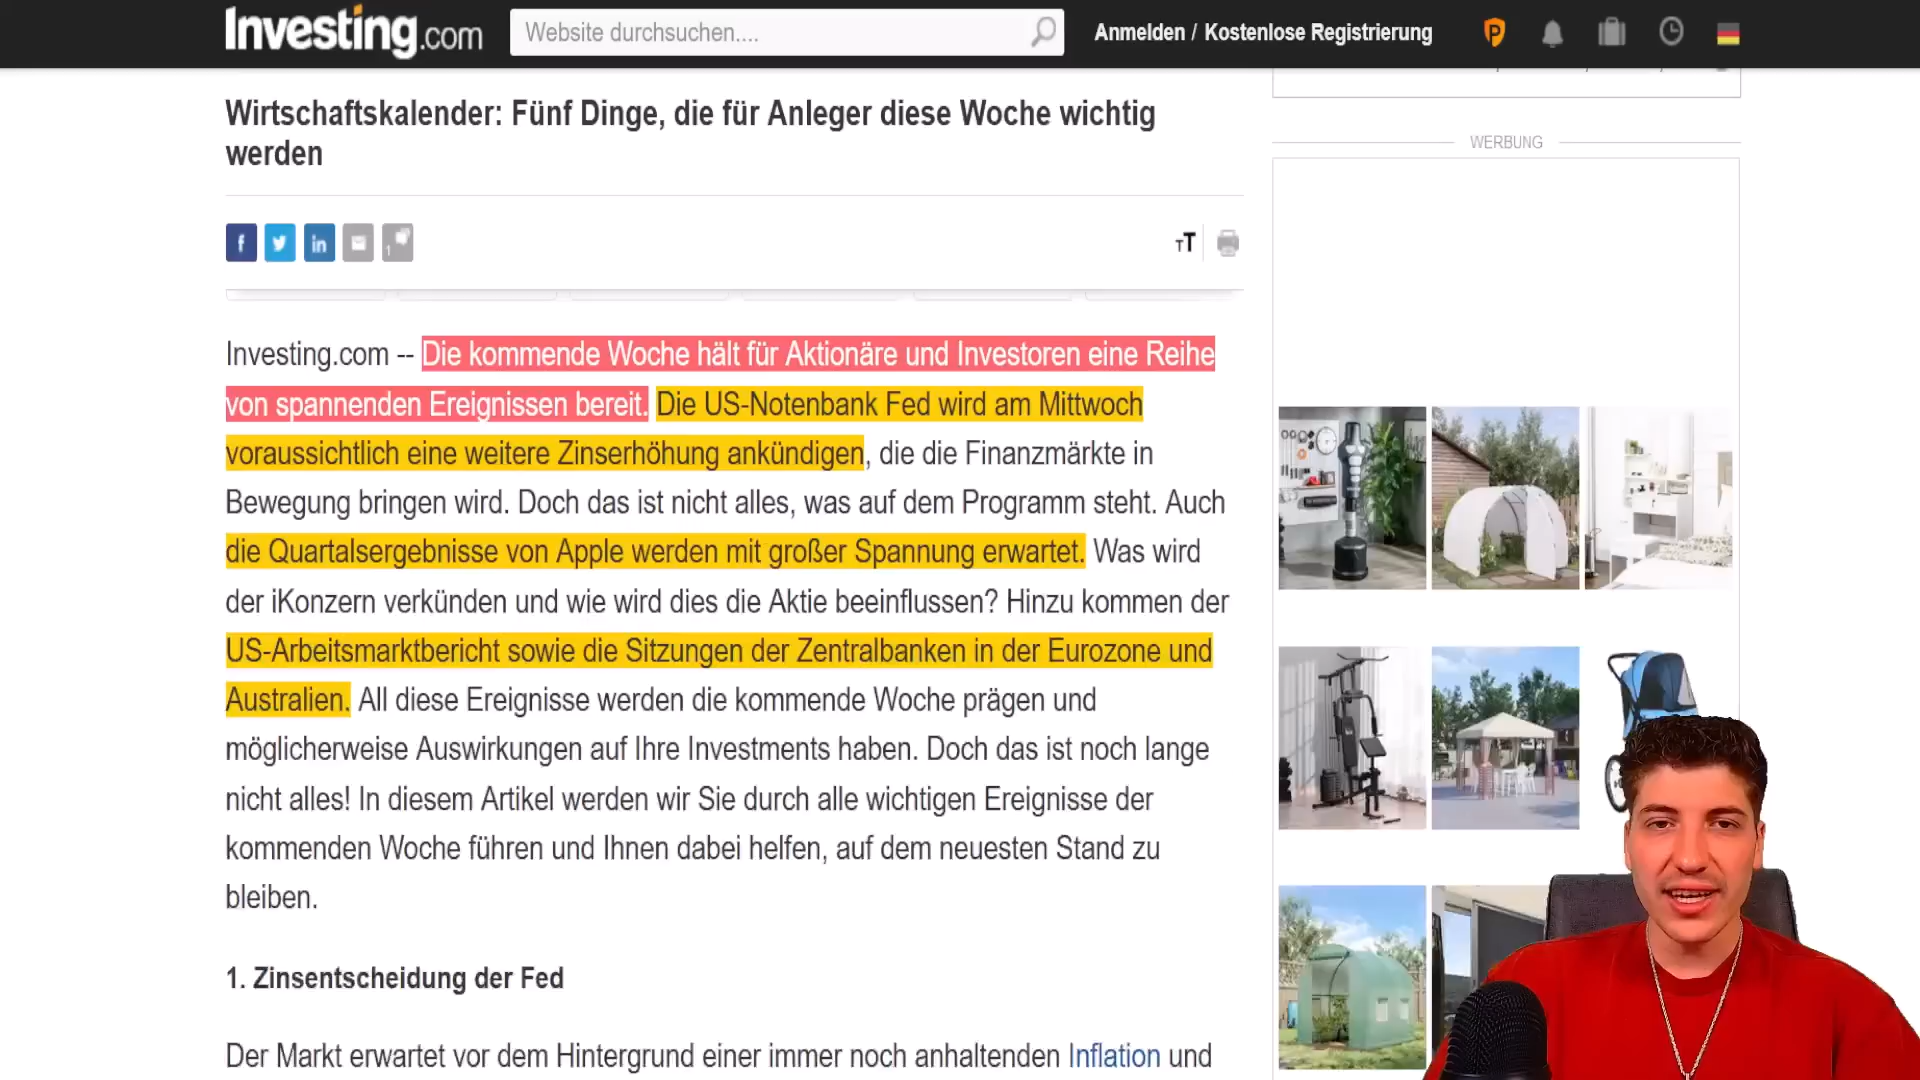 Investing.com
Website durchsuchen....
Anmelden / Kostenlose Registrierung
P
Wirtschaftskalender: Fünf Dinge, die für Anleger diese Woche wichtig
werden
WERBUNG
f
in
1
TT
Investing.com -- Die kommende Woche hält für Aktionäre und Investoren eine Reihe
von spannenden Ereignissen bereit. Die US-Notenbank Fed wird am Mittwoch
voraussichtlich eine weitere Zinserhöhung ankündigen, die die Finanzmärkte in
Bewegung bringen wird. Doch das ist nicht alles, was auf dem Programm steht. Auch
die Quartalsergebnisse von Apple werden mit großer Spannung erwartet. Was wird
der iKonzern verkünden und wie wird dies die Aktie beeinflussen? Hinzu kommen der
US-Arbeitsmarktbericht sowie die Sitzungen der Zentralbanken in der Eurozone und
Australien. All diese Ereignisse werden die kommende Woche prägen und
möglicherweise Auswirkungen auf Ihre Investments haben. Doch das ist noch lange
nicht alles! In diesem Artikel werden wir Sie durch alle wichtigen Ereignisse der
kommenden Woche führen und Ihnen dabei helfen, auf dem neuesten Stand zu
bleiben.
1. Zinsentscheidung der Fed
Der Markt erwartet vor dem Hintergrund einer immer noch anhaltenden Inflation und